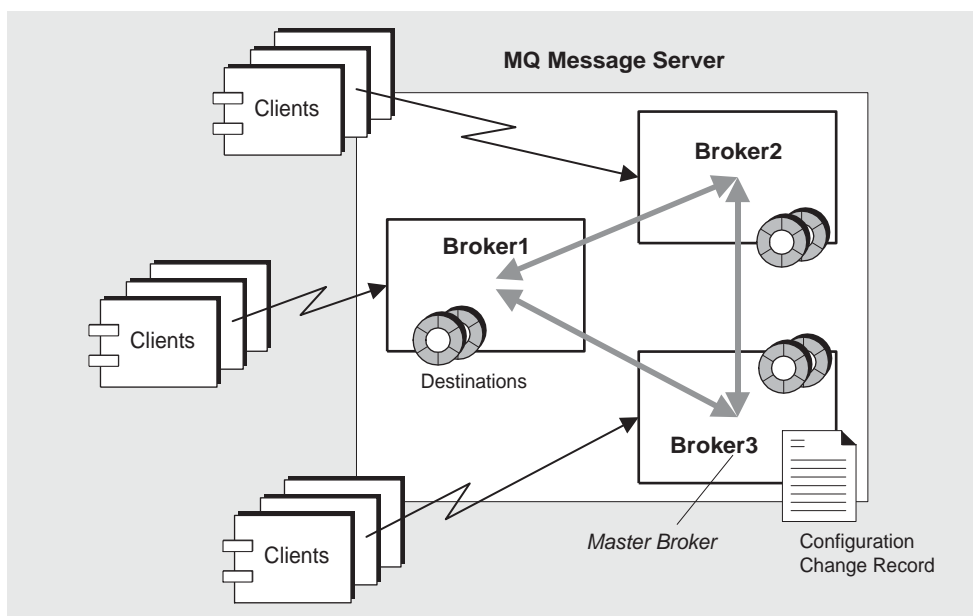 MQ Message Server
Clients
Broker2
Broker1
Clients
Destinations
Broker3
Clients
Master Broker
Configuration
Change Record